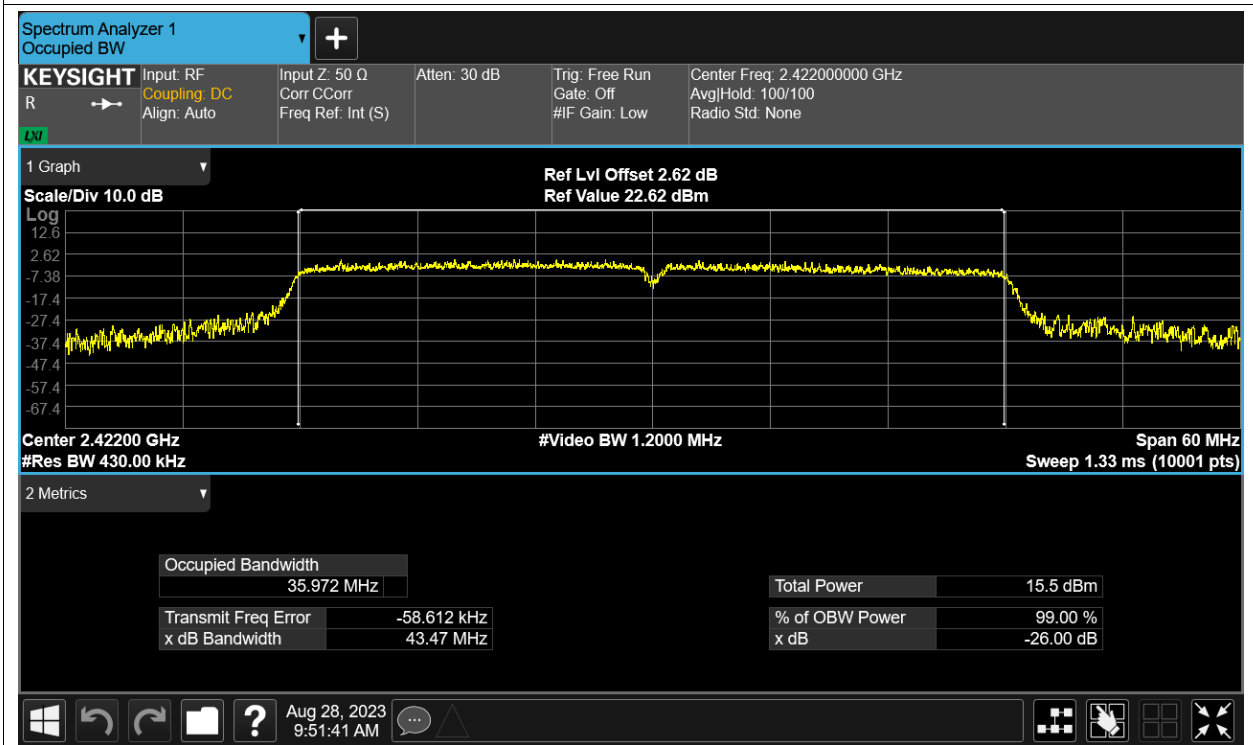 Spectrum Analyzer 1
Occupied BW
KEYSIGHT Input: RF Input Z: 50 Ω Atten: 30 dB Trig: Free Run Center Freq: 2.422000000 GHz
R Coupling: DC Corr CCorr Gate: Off Avg|Hold: 100/100
Align: Auto Freq Ref: Int (S) #IF Gain: Low Radio Std: None
LXI
1 Graph
Ref Lvl Offset 2.62 dB
Scale/Div 10.0 dB Ref Value 22.62 dBm
Log
12.6
2.62
-7.38
-17.4
-27.4
-37.4
-47.4
-57.4
-67.4
Center 2.42200 GHz #Video BW 1.2000 MHz Span 60 MHz
#Res BW 430.00 kHz Sweep 1.33 ms (10001 pts)
2 Metrics
Occupied Bandwidth
35.972 MHz Total Power 15.5 dBm
Transmit Freq Error -58.612 kHz % of OBW Power 99.00 %
x dB Bandwidth 43.47 MHz x dB -26.00 dB
? Aug 28, 2023
9:51:41 AM